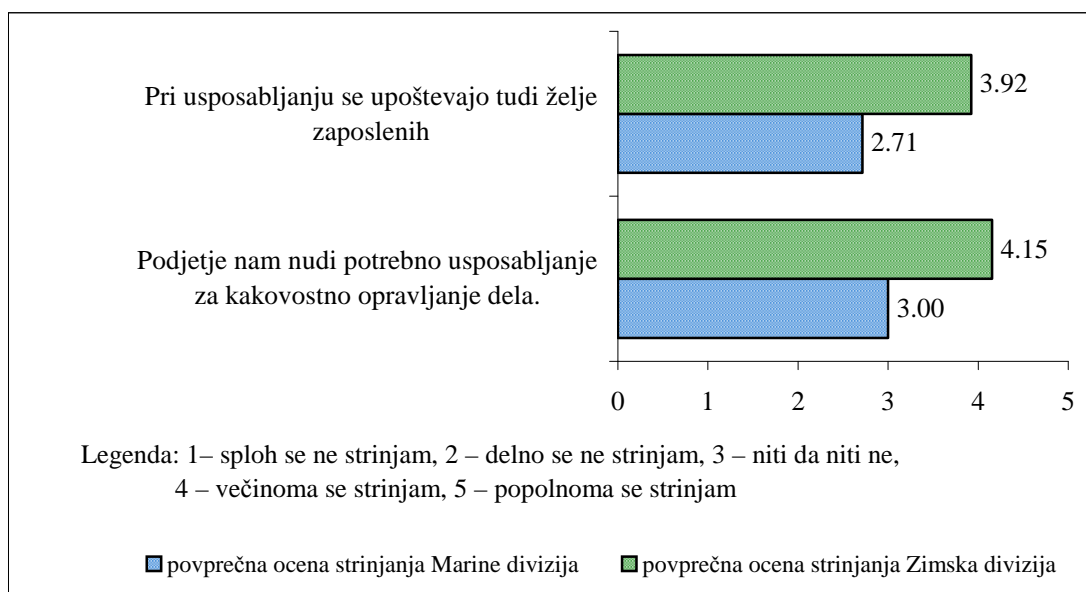 Pri usposabljanju se upoštevajo tudi želje
zaposlenih
3.92
2.71
Podjetje nam nudi potrebno usposabljanje
za kakovostno opravljanje dela.
4.15
3.00
0 1 2 3 4 5
Legenda: 1– sploh se ne strinjam, 2 – delno se ne strinjam, 3 – niti da niti ne,
4 – večinoma se strinjam, 5 – popolnoma se strinjam
povprečna ocena strinjanja Marine divizija povprečna ocena strinjanja Zimska divizija